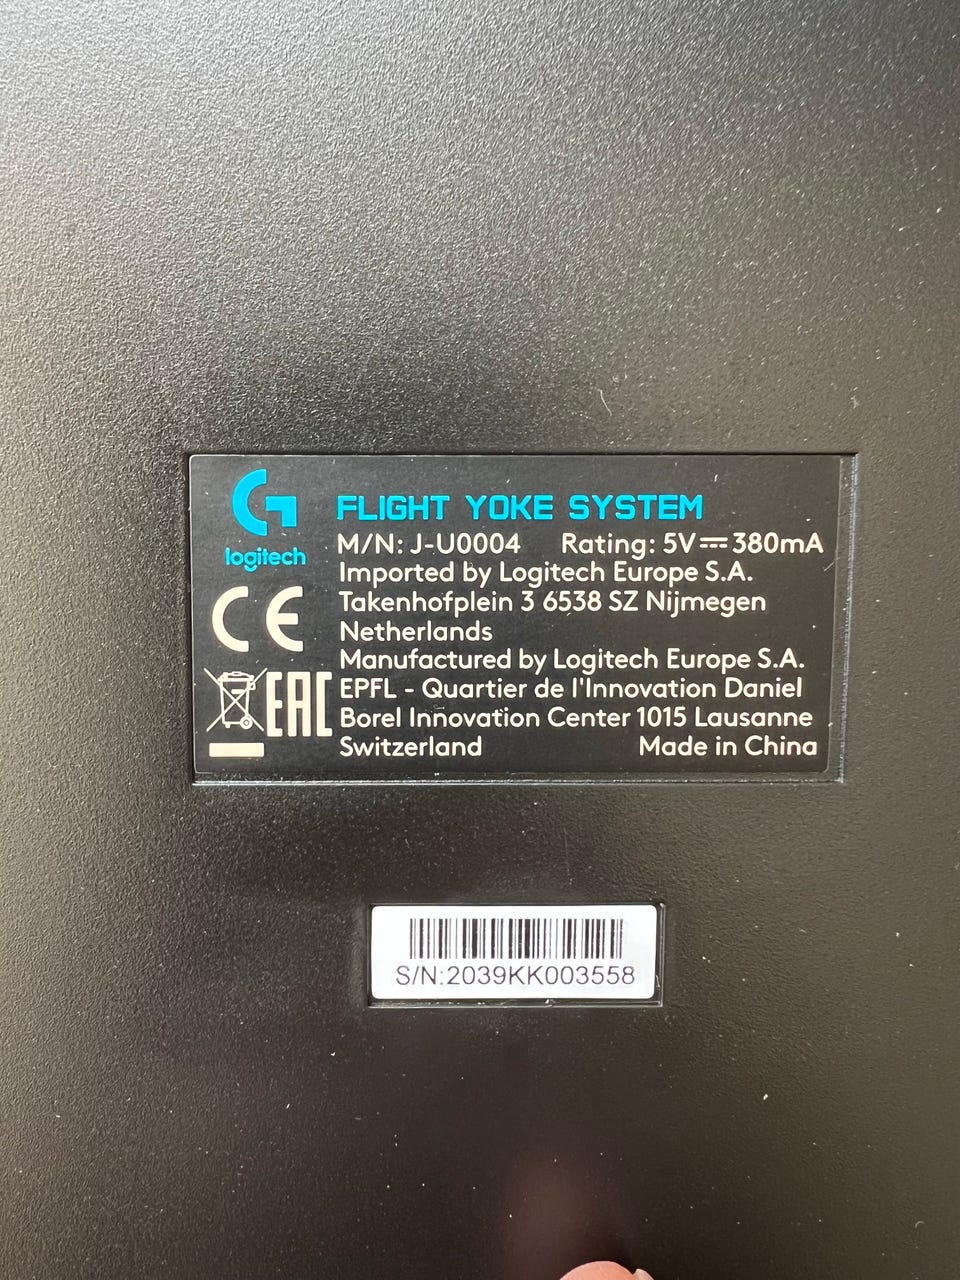 logitech
FLIGHT YOKE SYSTEM
M/N: J-U0004 Rating: 5V⎓380mA
Imported by Logitech Europe S.A.
Takenhofplein 3 6538 SZ Nijmegen
Netherlands
Manufactured by Logitech Europe S.A.
EPFL - Quartier de l'Innovation Daniel
Borel Innovation Center 1015 Lausanne
Switzerland Made in China
CE
EAC
S/N:2039KK003558